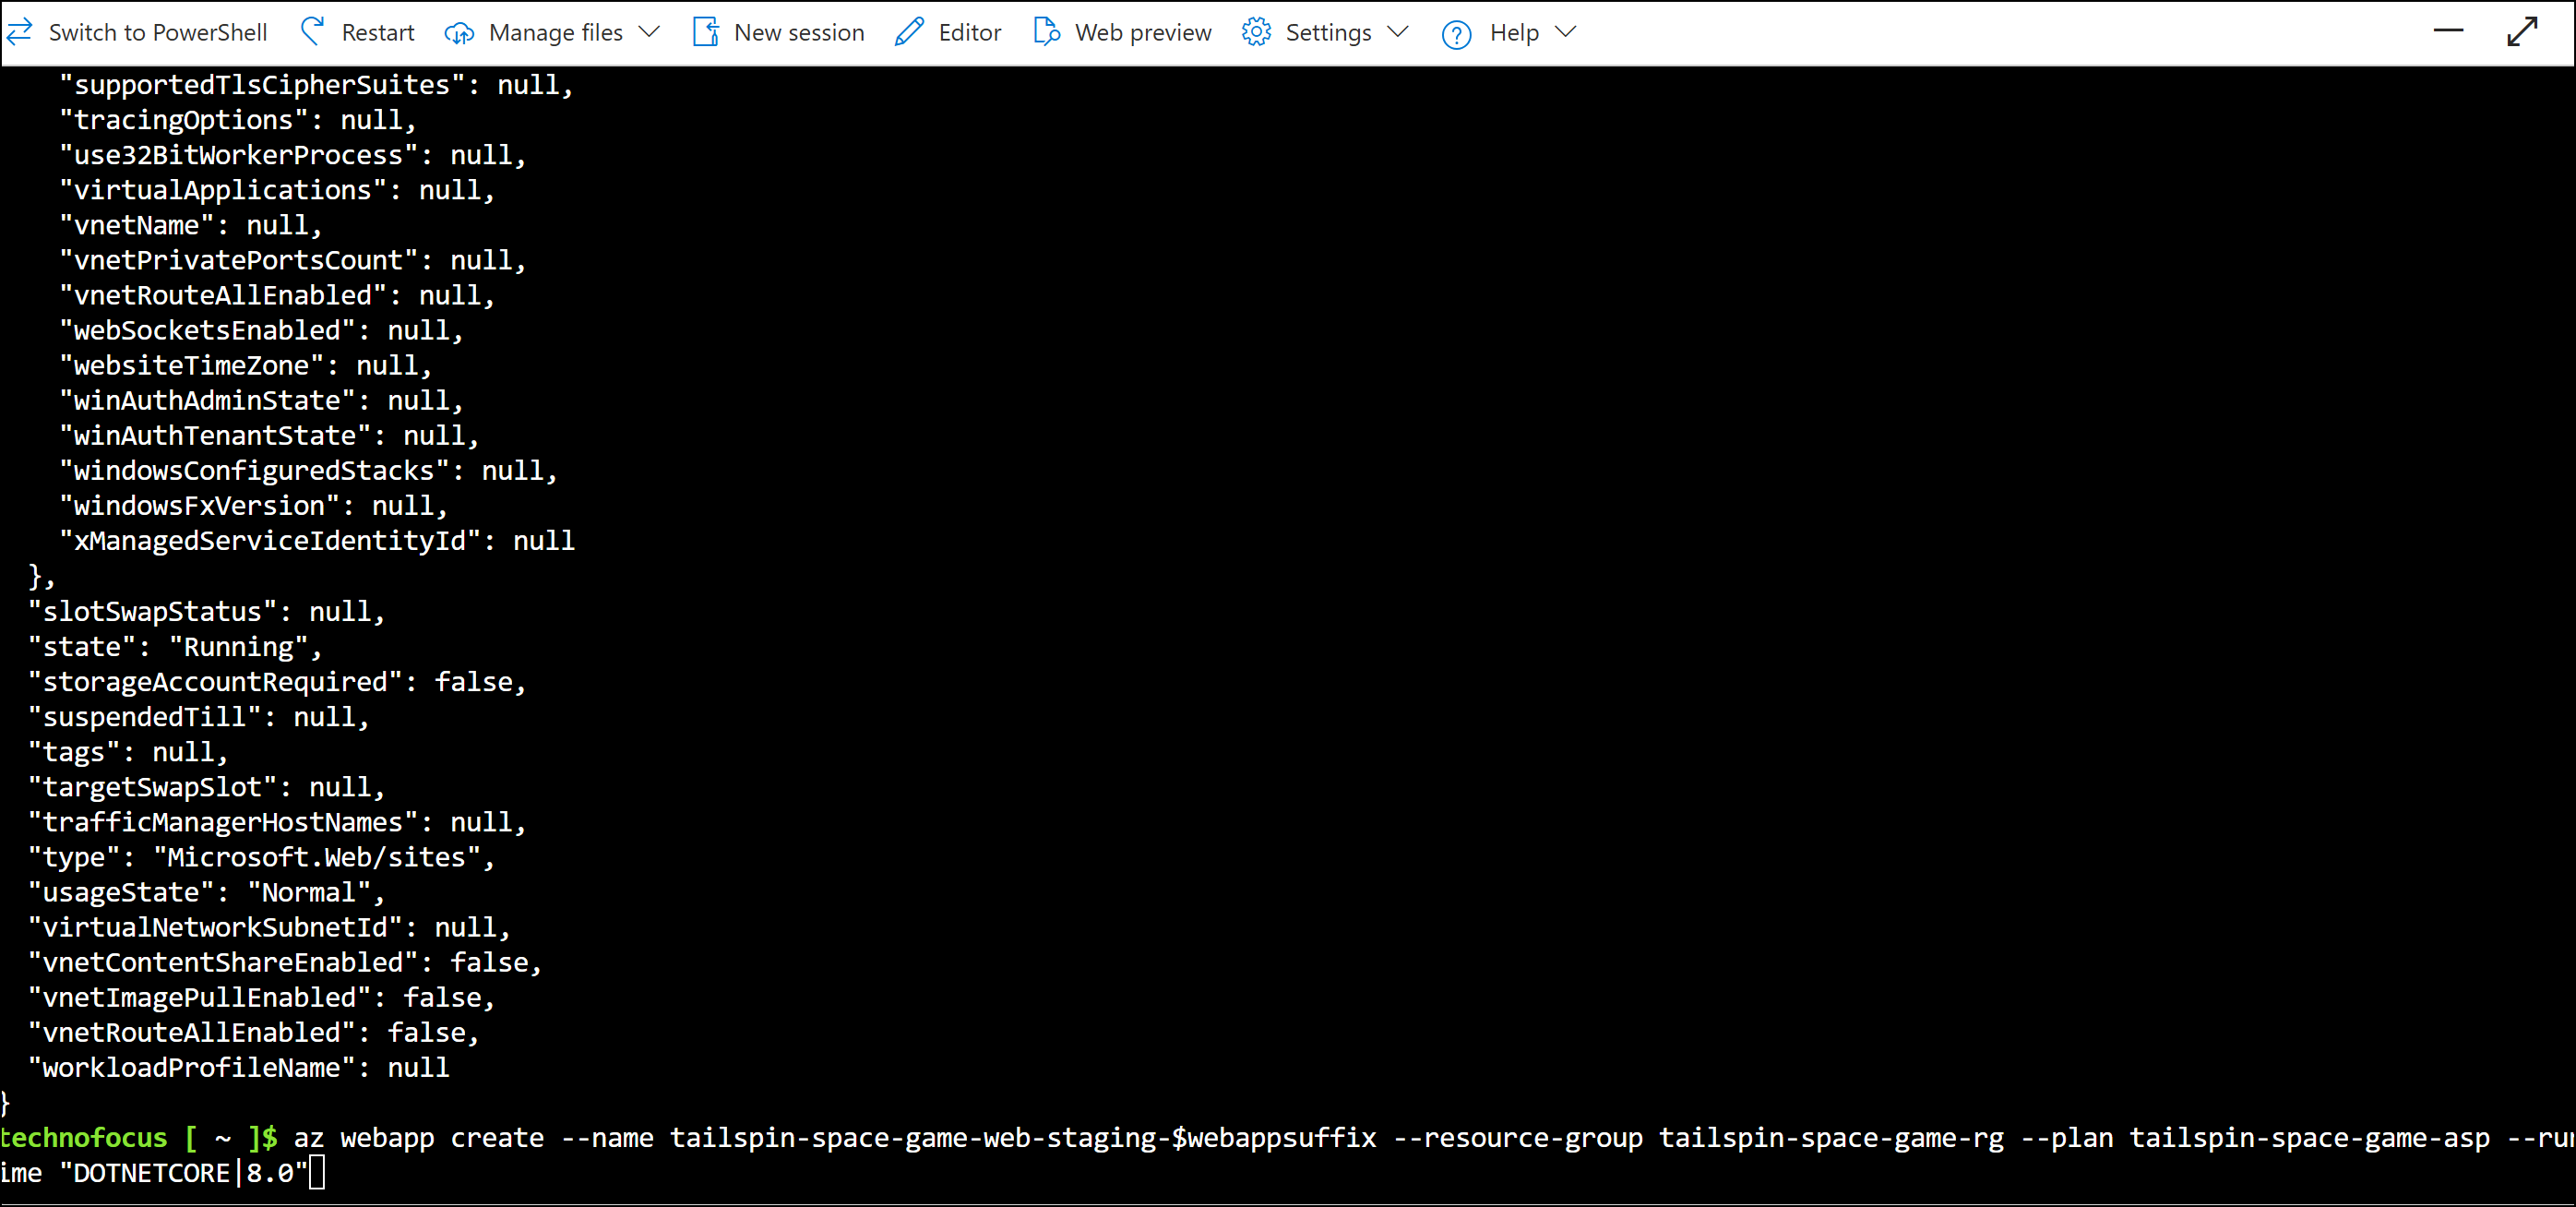 Switch to PowerShell Restart Manage files New session Editor Web preview Settings Help
"supportedTlsCipherSuites": null,
"tracingOptions": null,
"use32BitWorkerProcess": null,
"virtualApplications": null,
"vnetName": null,
"vnetPrivatePortsCount": null,
"vnetRouteAllEnabled": null,
"webSocketsEnabled": null,
"websiteTimeZone": null,
"winAuthAdminState": null,
"winAuthTenantState": null,
"windowsConfiguredStacks": null,
"windowsFxVersion": null,
"xManagedServiceIdentityId": null
},
"slotSwapStatus": null,
"state": "Running",
"storageAccountRequired": false,
"suspendedTill": null,
"tags": null,
"targetSwapSlot": null,
"trafficManagerHostNames": null,
"type": "Microsoft.Web/sites",
"usageState": "Normal",
"virtualNetworkSubnetId": null,
"vnetContentShareEnabled": false,
"vnetImagePullEnabled": false,
"vnetRouteAllEnabled": false,
"workloadProfileName": null
}
technofocus [ ~ ]$ az webapp create --name tailspin-space-game-web-staging-$webappsuffix --resource-group tailspin-space-game-rg --plan tailspin-space-game-asp --run
ime "DOTNETCORE|8.0"